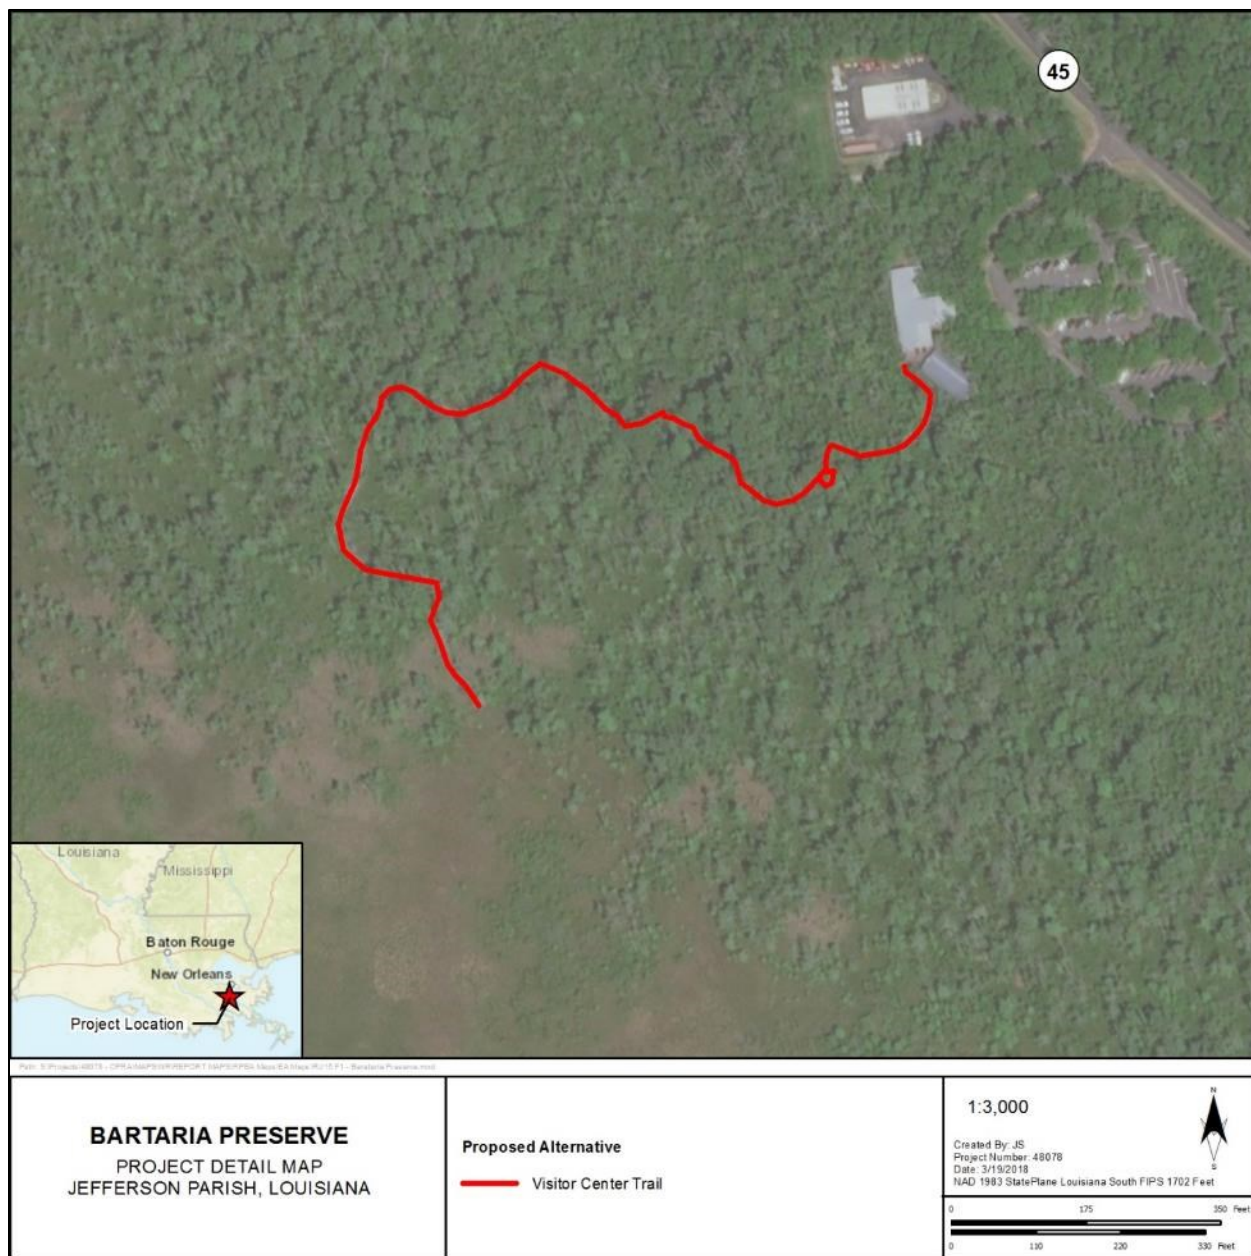 45
Louisiana
Mississippi
Baton Rouge
New Orleans
Project Location
BARTARIA PRESERVE
PROJECT DETAIL MAP
JEFFERSON PARISH, LOUISIANA
Proposed Alternative
Visitor Center Trail
1:3,000
N
S
Created By: JS
Project Number: 48078
Date: 3/19/2018
NAD 1983 StatePlane Louisiana South FIPS 1702 Feet
0 175 350 Feet
0 110 220 330 Feet